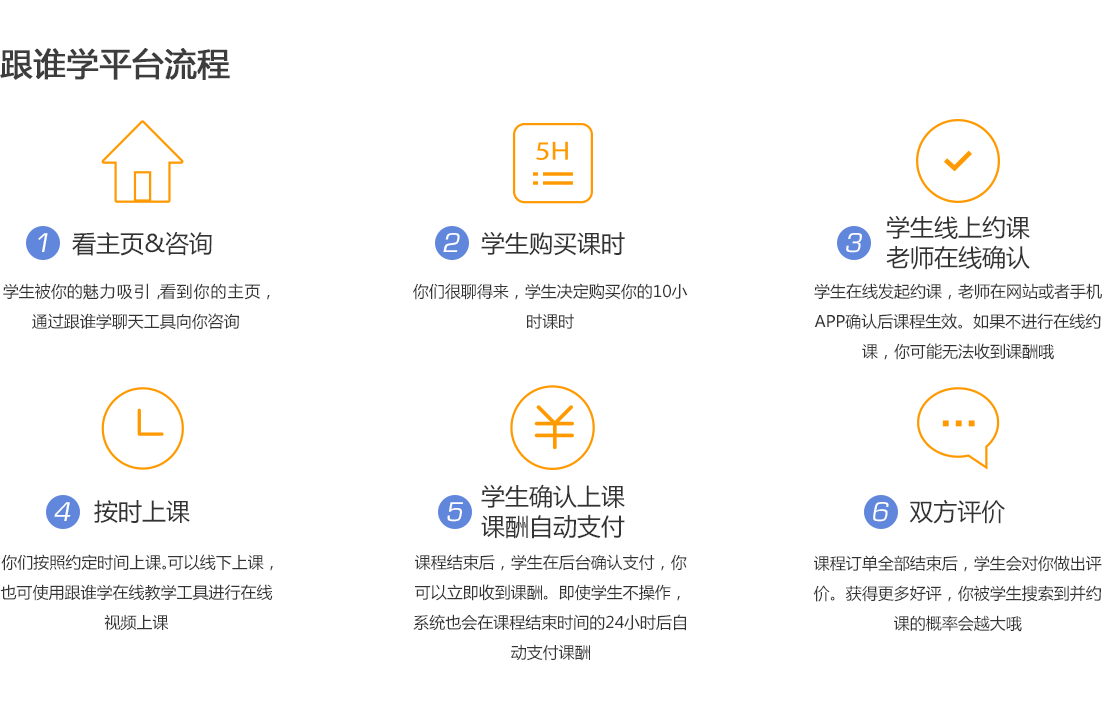 跟谁学平台流程
5H
1 看主页&咨询
学生被你的魅力吸引,看到你的主页，
通过跟谁学聊天工具向你咨询
2 学生购买课时
你们很聊得来，学生决定购买你的10小
时课时
3 学生线上约课
老师在线确认
学生在线发起约课，老师在网站或者手机
APP确认后课程生效。如果不进行在线约
课，你可能无法收到课酬哦
4 按时上课
你们按照约定时间上课。可以线下上课，
也可使用跟谁学在线教学工具进行在线
视频上课
5 学生确认上课
课酬自动支付
课程结束后，学生在后台确认支付，你
可以立即收到课酬。即使学生不操作，
系统也会在课程结束时间的24小时后自
动支付课酬
6 双方评价
课程订单全部结束后，学生会对你做出评
价。获得更多好评，你被学生搜索到并约
课的概率会越大哦